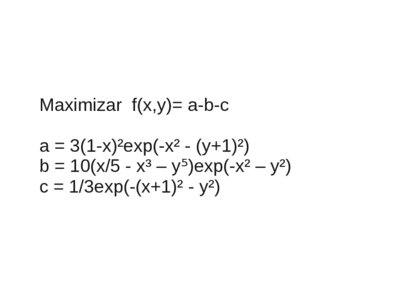 Maximizar f(x,y)= a-b-c
a = 3(1-x)²exp(-x² - (y+1)²)
b = 10(x/5 - x³ – y⁵)exp(-x² – y²)
c = 1/3exp(-(x+1)² - y²)